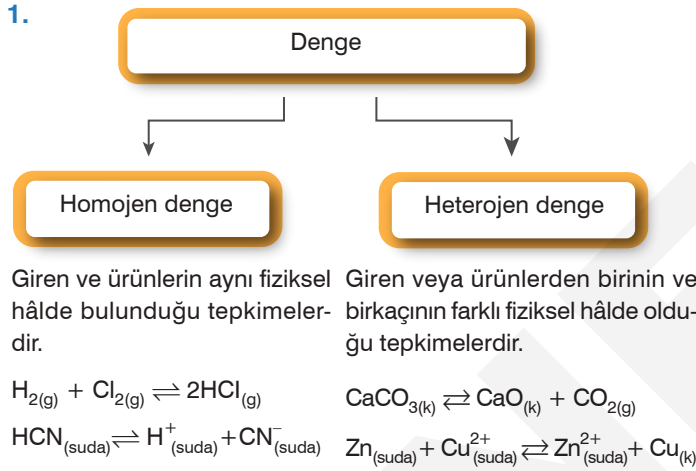 1.
Denge
Homojen denge
Heterojen denge
Giren ve ürünlerin aynı fiziksel
hâlde bulunduğu tepkimeler-
dir.
H₂(g) + Cl₂(g) ⇌ 2HCl(g)
HCN(suda) ⇌ H⁺(suda) + CN⁻(suda)
Giren veya ürünlerden birinin ve
birkaçının farklı fiziksel hâlde oldu-
ğu tepkimelerdir.
CaCO₃(k) ⇌ CaO(k) + CO₂(g)
Zn(suda) + Cu²⁺(suda) ⇌ Zn²⁺(suda) + Cu(k)